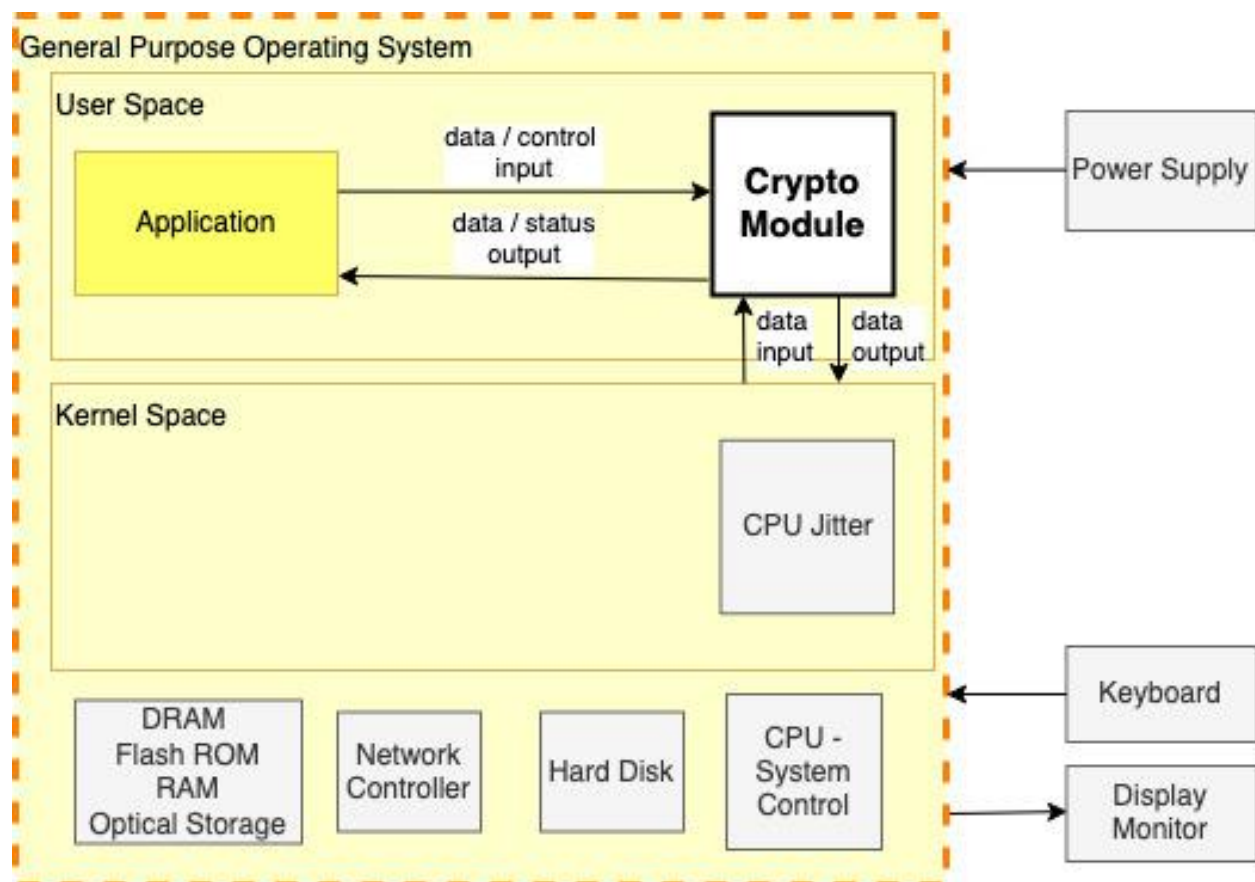 General Purpose Operating System
User Space
data / control
input
Application
data / status
output
Crypto
Module
Power Supply
data
input
data
output
Kernel Space
CPU Jitter
Keyboard
DRAM
Flash ROM
RAM
Optical Storage
Network
Controller
Hard Disk
CPU -
System
Control
Display
Monitor